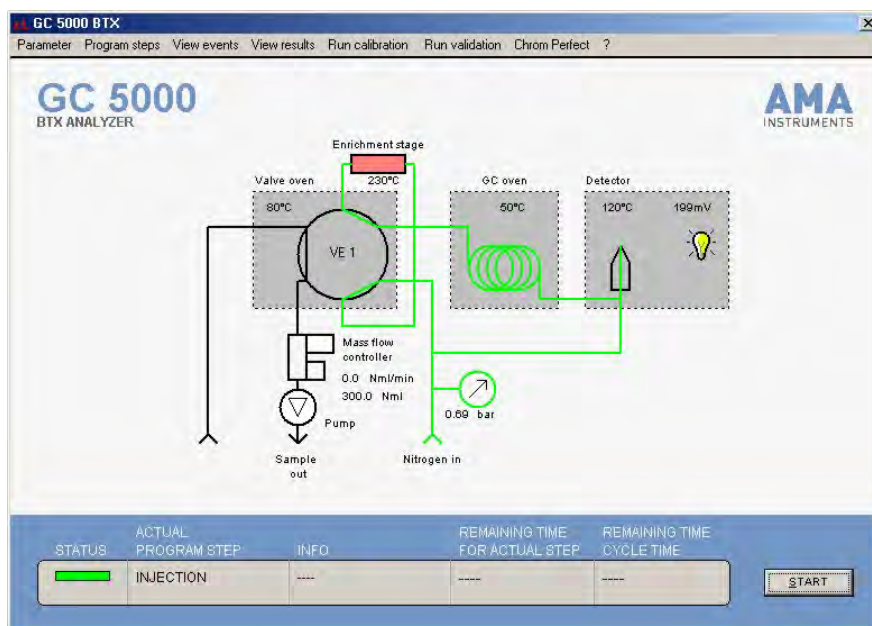 GC 5000 BTX
Parameter Program steps View events View results Run calibration Run validation Chrom Perfect ?
GC 5000
BTX ANALYZER
AMA
INSTRUMENTS
Enrichment stage
Valve oven 230°C GC oven Detector
80°C 50°C 120°C 199mV
VE 1
Mass flow
controller
0.0 Nml/min
300.0 Nml
0.69 bar
Pump
Sample
out
Nitrogen in
STATUS
ACTUAL
PROGRAM STEP
INFO
REMAINING TIME
FOR ACTUAL STEP
REMAINING TIME
CYCLE TIME
INJECTION ---- ---- ----
START